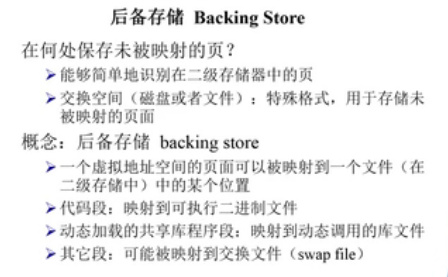 后备存储 Backing Store
在何处保存未被映射的页？
➤能够简单地识别在二级存储器中的页
➤交换空间（磁盘或者文件）：特殊格式，用于存储未
被映射的页面
概念：后备存储 backing store
➤一个虚拟地址空间的页面可以被映射到一个文件（在
二级存储中）中的某个位置
➤代码段：映射到可执行二进制文件
➤动态加载的共享库程序段：映射到动态调用的库文件
➤其它段：可能被映射到交换文件（swap file）